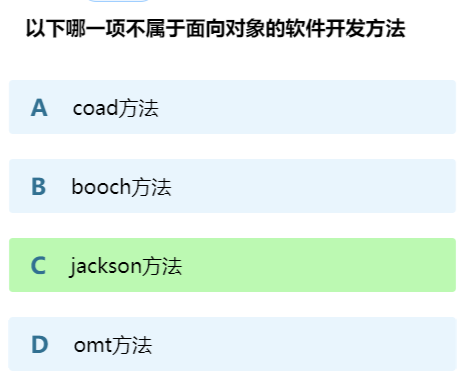 以下哪一项不属于面向对象的软件开发方法
A coad方法
B booch方法
C jackson方法
D omt方法